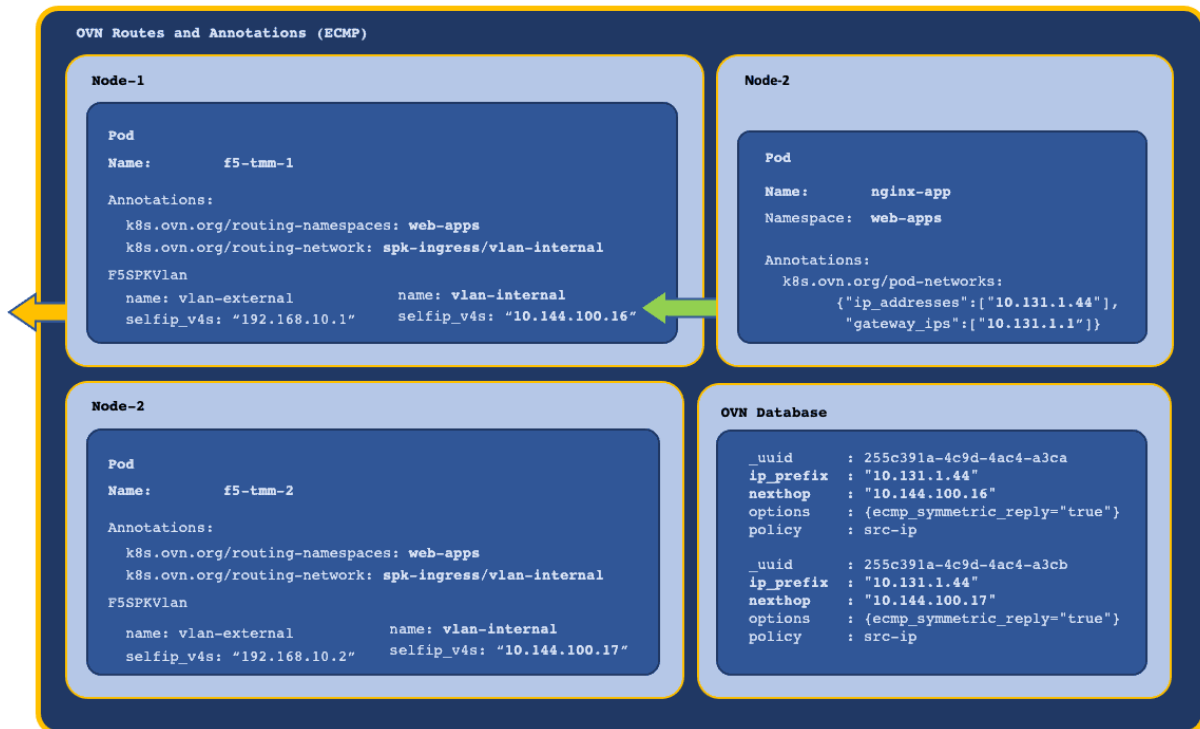 OVN Routes and Annotations (ECMP)
Node-1
Pod
Name: f5-tmm-1
Annotations:
k8s.ovn.org/routing-namespaces: web-apps
k8s.ovn.org/routing-network: spk-ingress/vlan-internal
F5SPKVlan
name: vlan-external
selfip_v4s: “192.168.10.1”
name: vlan-internal
selfip_v4s: “10.144.100.16”
Node-2
Pod
Name: nginx-app
Namespace: web-apps
Annotations:
k8s.ovn.org/pod-networks:
{"ip_addresses":["10.131.1.44"],
"gateway_ips":["10.131.1.1”]}
Node-2
Pod
Name: f5-tmm-2
Annotations:
k8s.ovn.org/routing-namespaces: web-apps
k8s.ovn.org/routing-network: spk-ingress/vlan-internal
F5SPKVlan
name: vlan-external
selfip_v4s: “192.168.10.2”
name: vlan-internal
selfip_v4s: “10.144.100.17”
OVN Database
_uuid : 255c391a-4c9d-4ac4-a3ca
ip_prefix : "10.131.1.44"
nexthop : "10.144.100.16"
options : {ecmp_symmetric_reply="true"}
policy : src-ip
_uuid : 255c391a-4c9d-4ac4-a3cb
ip_prefix : "10.131.1.44"
nexthop : "10.144.100.17"
options : {ecmp_symmetric_reply="true"}
policy : src-ip